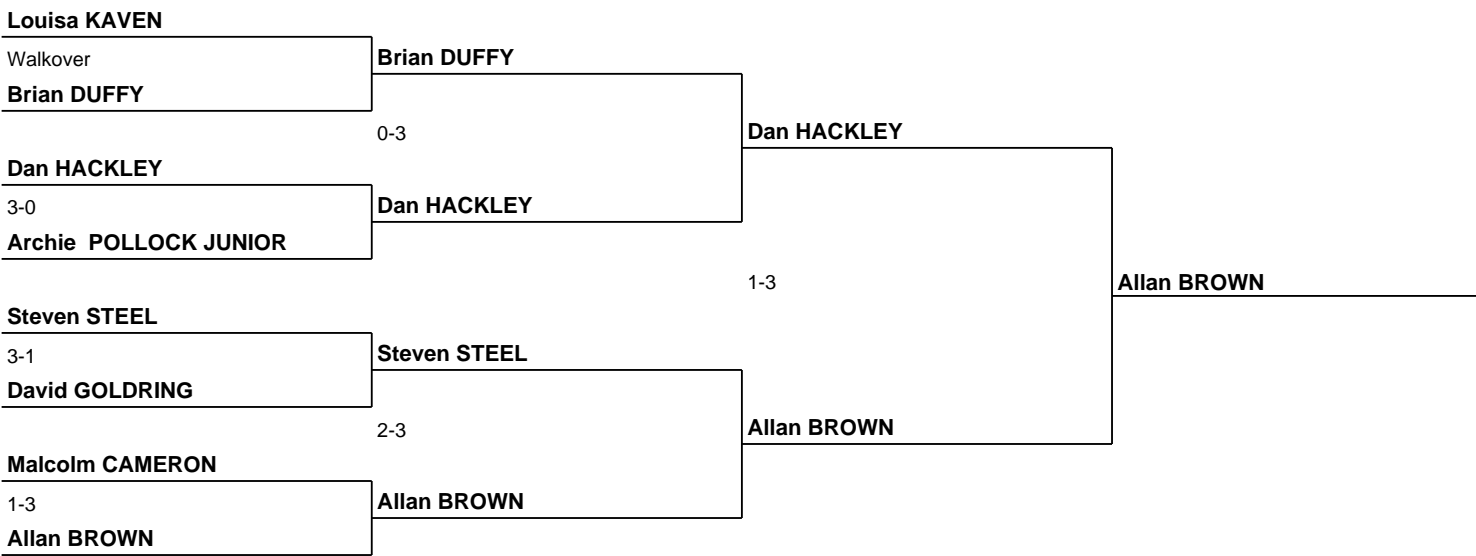 Louisa KAVEN
Walkover
Brian DUFFY
Brian DUFFY
0-3
Dan HACKLEY
Dan HACKLEY
3-0
Dan HACKLEY
Archie  POLLOCK JUNIOR
1-3
Allan BROWN
Steven STEEL
3-1
Steven STEEL
David GOLDRING
2-3
Allan BROWN
Malcolm CAMERON
1-3
Allan BROWN
Allan BROWN